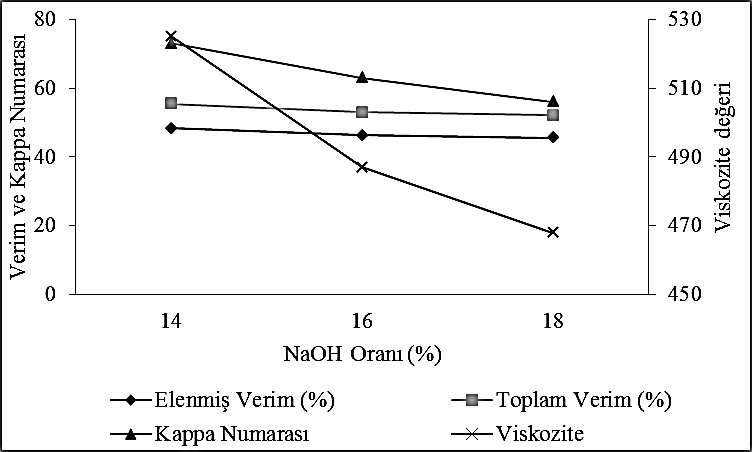 80
60
40
20
0
Verim ve Kappa Numarası
530
510
490
470
450
Viskozite değeri
14 16 18
NaOH Oranı (%)
Elenmiş Verim (%) Toplam Verim (%)
Kappa Numarası Viskozite